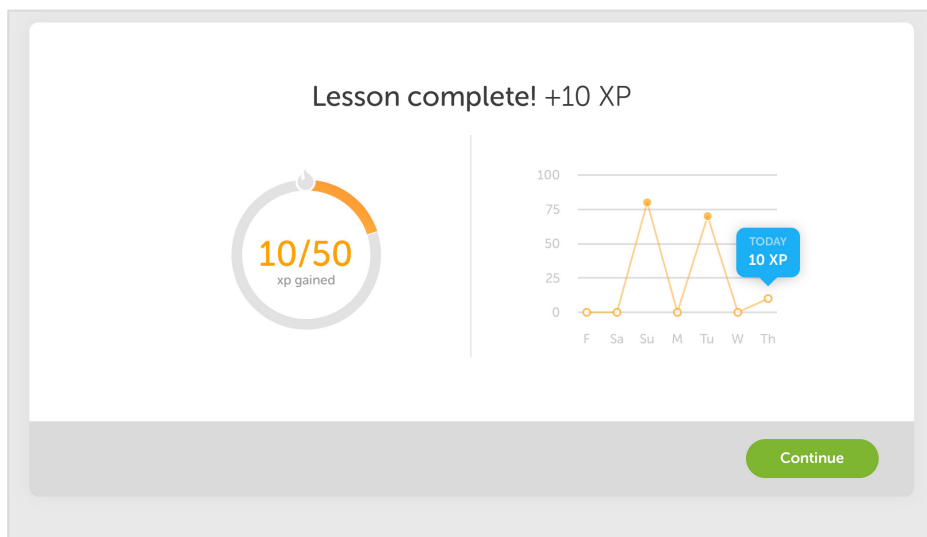 Lesson complete! +10 XP
10/50
xp gained
100
75
50
25
0
TODAY
10 XP
F Sa Su M Tu W Th
Continue